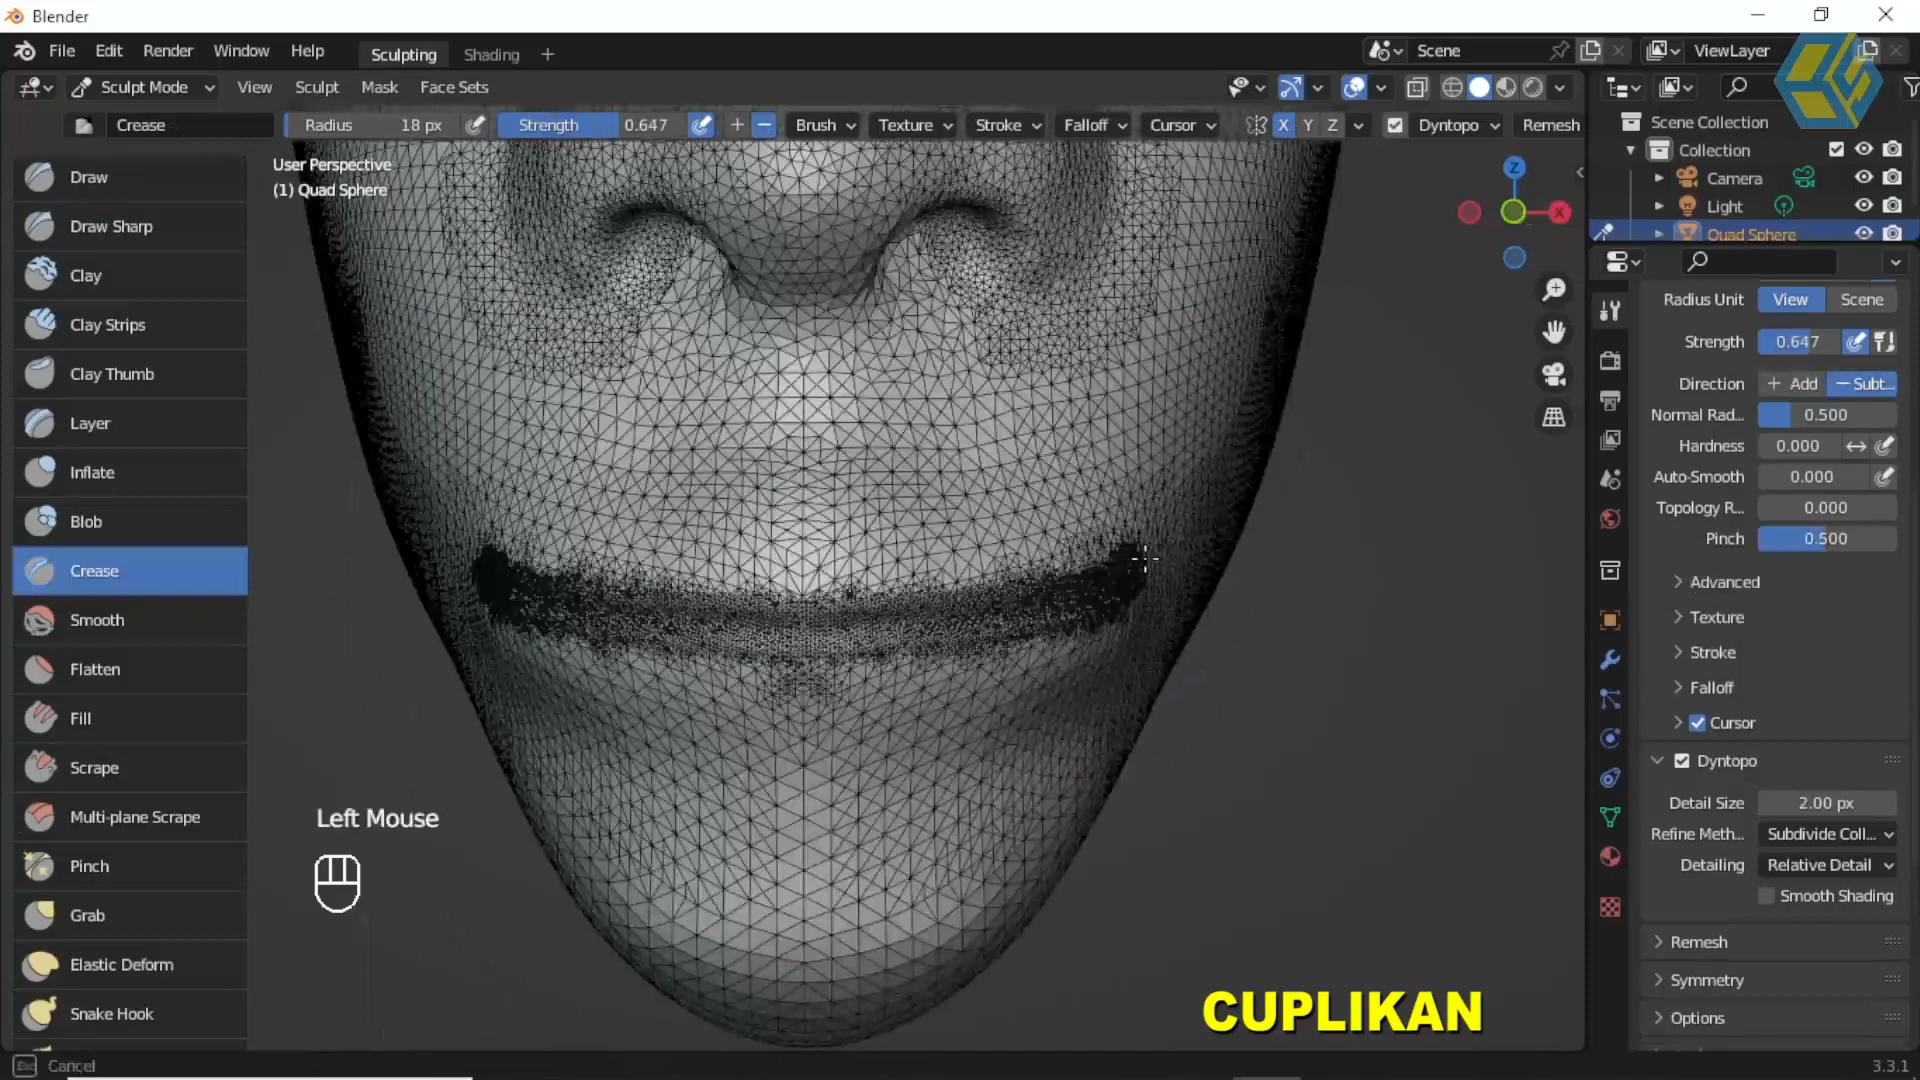 Blender
File Edit Render Window Help Sculpting Shading + Scene ViewLayer
Sculpt Mode View Sculpt Mask Face Sets
Crease Radius 18 px Strength 0.647 Brush Texture Stroke Falloff Cursor X Y Z Dyntopo Remesh
User Perspective
(1) Quad Sphere
Draw
Draw Sharp
Clay
Clay Strips
Clay Thumb
Layer
Inflate
Blob
Crease
Smooth
Flatten
Fill
Scrape
Multi-plane Scrape
Pinch
Grab
Elastic Deform
Snake Hook
Left Mouse
Z
X
CUPLIKAN
Scene Collection
Collection
Camera
Light
Quad Sphere
Radius Unit View Scene
Strength 0.647
Direction + Add — Subt...
Normal Rad... 0.500
Hardness 0.000
Auto-Smooth 0.000
Topology R... 0.000
Pinch 0.500
Advanced
Texture
Stroke
Falloff
Cursor
Dyntopo
Detail Size 2.00 px
Refine Meth... Subdivide Coll...
Detailing Relative Detail
Smooth Shading
Remesh
Symmetry
Options
Esc Cancel
3.3.1